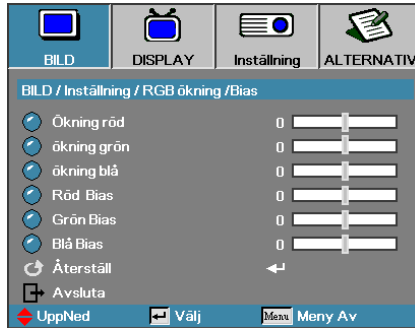 BILD DISPLAY Inställning ALTERNATIV
BILD / Inställning / RGB ökning /Bias
Ökning röd 0
ökning grön 0
ökning blå 0
Röd Bias 0
Grön Bias 0
Blå Bias 0
Återställ
Avsluta
UppNed Välj Menu Meny Av